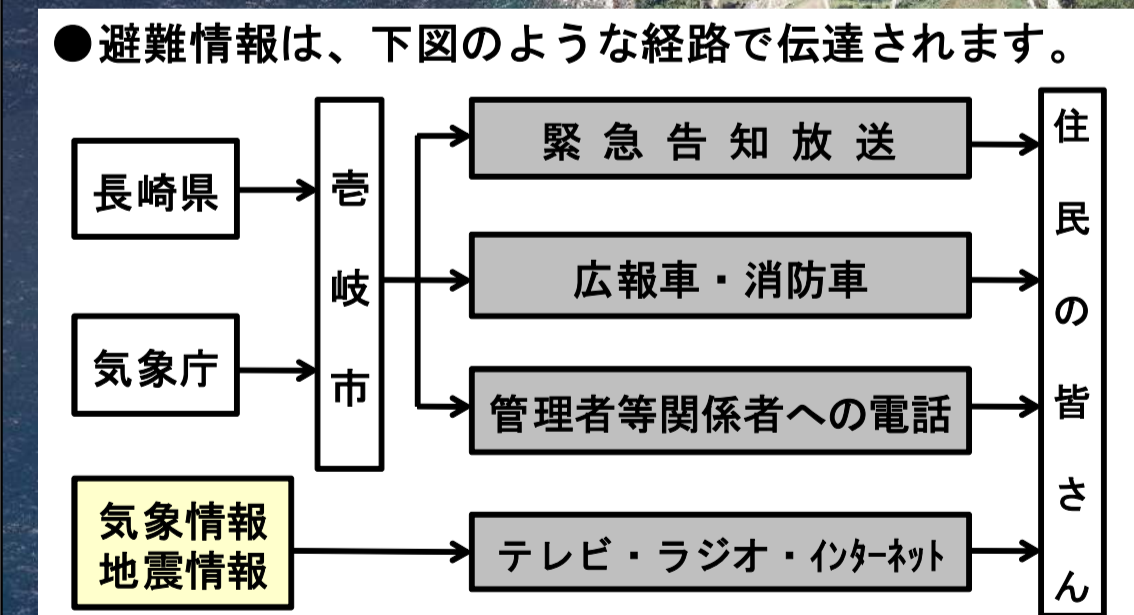 ●避難情報は、下図のような経路で伝達されます。
長崎県
気象庁
壱岐市
緊急告知放送
広報車・消防車
管理者等関係者への電話
気象情報
地震情報
テレビ・ラジオ・インターネット
住民の皆さん